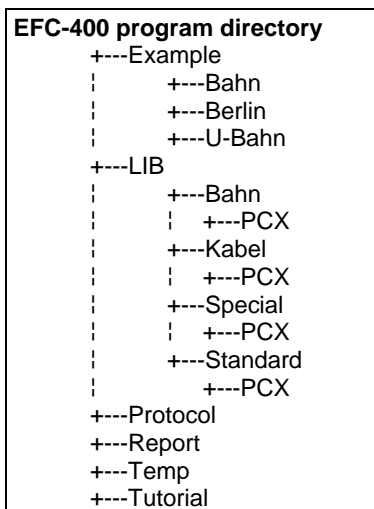 EFC-400 program directory
+---Example
¦ +---Bahn
¦ +---Berlin
¦ +---U-Bahn
+---LIB
¦ +---Bahn
¦ ¦ +---PCX
¦ +---Kabel
¦ ¦ +---PCX
¦ +---Special
¦ ¦ +---PCX
¦ +---Standard
¦ +---PCX
+---Protocol
+---Report
+---Temp
+---Tutorial